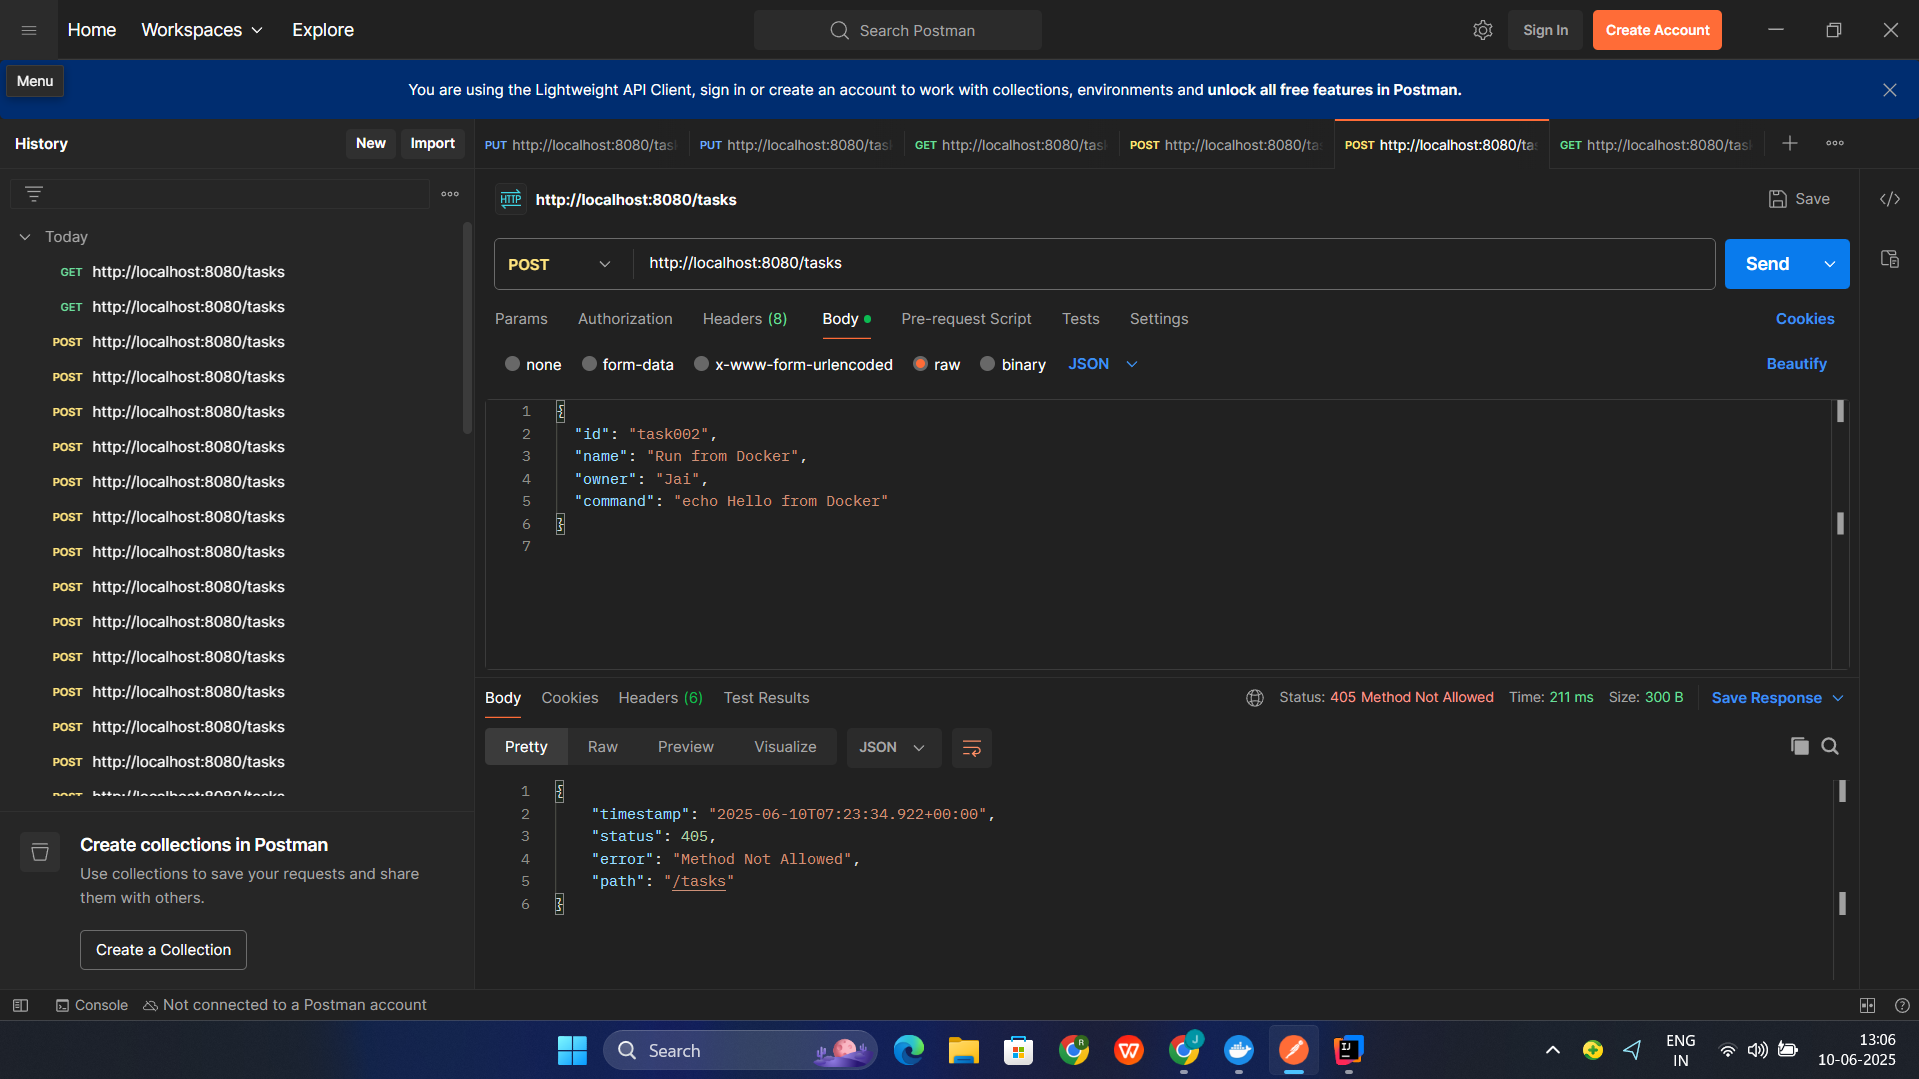 Home
Workspaces
Explore
Search Postman
Sign In
Create Account
Menu
You are using the Lightweight API Client, sign in or create an account to work with collections, environments and unlock all free features in Postman.
History
New
Import
PUT http://localhost:8080/tas
PUT http://localhost:8080/tas
GET http://localhost:8080/tas
POST http://localhost:8080/ta
POST http://localhost:8080/ta
GET http://localhost:8080/tas
HTTP http://localhost:8080/tasks
Save
Today
GET http://localhost:8080/tasks
GET http://localhost:8080/tasks
POST http://localhost:8080/tasks
POST http://localhost:8080/tasks
POST http://localhost:8080/tasks
POST http://localhost:8080/tasks
POST http://localhost:8080/tasks
POST http://localhost:8080/tasks
POST http://localhost:8080/tasks
POST http://localhost:8080/tasks
POST http://localhost:8080/tasks
POST http://localhost:8080/tasks
POST http://localhost:8080/tasks
POST http://localhost:8080/tasks
POST http://localhost:8080/tasks
POST http://localhost:8080/tasks
Create collections in Postman
Use collections to save your requests and share
them with others.
Create a Collection
POST
http://localhost:8080/tasks
Send
Params
Authorization
Headers (8)
Body
Pre-request Script
Tests
Settings
Cookies
none
form-data
x-www-form-urlencoded
raw
binary
JSON
Beautify
1 {
2 "id": "task002",
3 "name": "Run from Docker",
4 "owner": "Jai",
5 "command": "echo Hello from Docker"
6 }
7
Body
Cookies
Headers (6)
Test Results
Status: 405 Method Not Allowed
Time: 211 ms
Size: 300 B
Save Response
Pretty
Raw
Preview
Visualize
JSON
1 {
2 "timestamp": "2025-06-10T07:23:34.922+00:00",
3 "status": 405,
4 "error": "Method Not Allowed",
5 "path": "/tasks"
6 }
Console
Not connected to a Postman account
Search
R
W
J
IJ
ENG
IN
13:06
10-06-2025